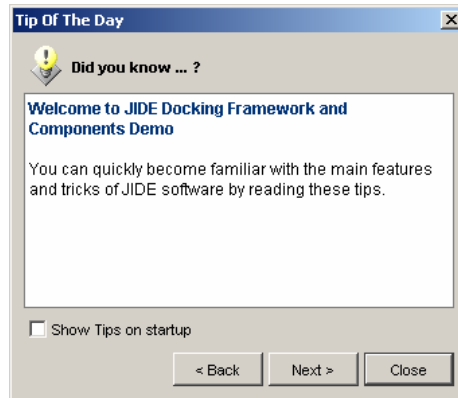 Tip Of The Day
Did you know ... ?
Welcome to JIDE Docking Framework and
Components Demo
You can quickly become familiar with the main features
and tricks of JIDE software by reading these tips.
Show Tips on startup
< Back Next > Close